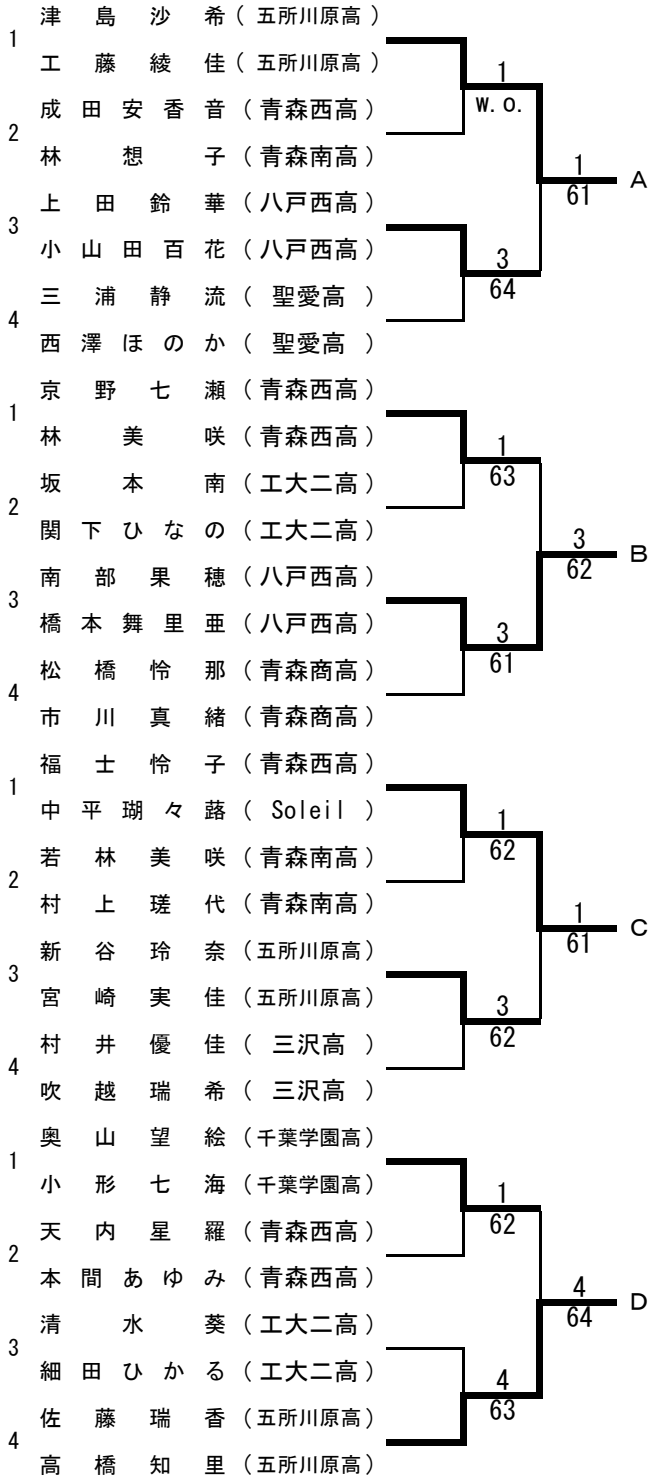 津島沙希(五所川原高)
1
工藤綾佳(五所川原高)
1
成田安香音(青森西高)
W.O.
2
林想子(青森南高)
1
A
61
上田鈴華(八戸西高)
3
小山田百花(八戸西高)
3
64
三浦静流(聖愛高)
4
西澤ほのか(聖愛高)
京野七瀬(青森西高)
1
林美咲(青森西高)
1
63
坂本南(工大二高)
2
関下ひなの(工大二高)
3
B
62
南部果穂(八戸西高)
3
橋本舞里亜(八戸西高)
3
61
松橋怜那(青森商高)
4
市川真緒(青森商高)
福士怜子(青森西高)
1
中平瑚々蕗(Soleil)
1
62
若林美咲(青森南高)
2
村上瑳代(青森南高)
1
C
61
新谷玲奈(五所川原高)
3
宮崎実佳(五所川原高)
3
62
村井優佳(三沢高)
4
吹越瑞希(三沢高)
奥山望絵(千葉学園高)
1
小形七海(千葉学園高)
1
62
天内星羅(青森西高)
2
本間あゆみ(青森西高)
4
D
64
清水葵(工大二高)
3
細田ひかる(工大二高)
4
63
佐藤瑞香(五所川原高)
4
高橋知里(五所川原高)